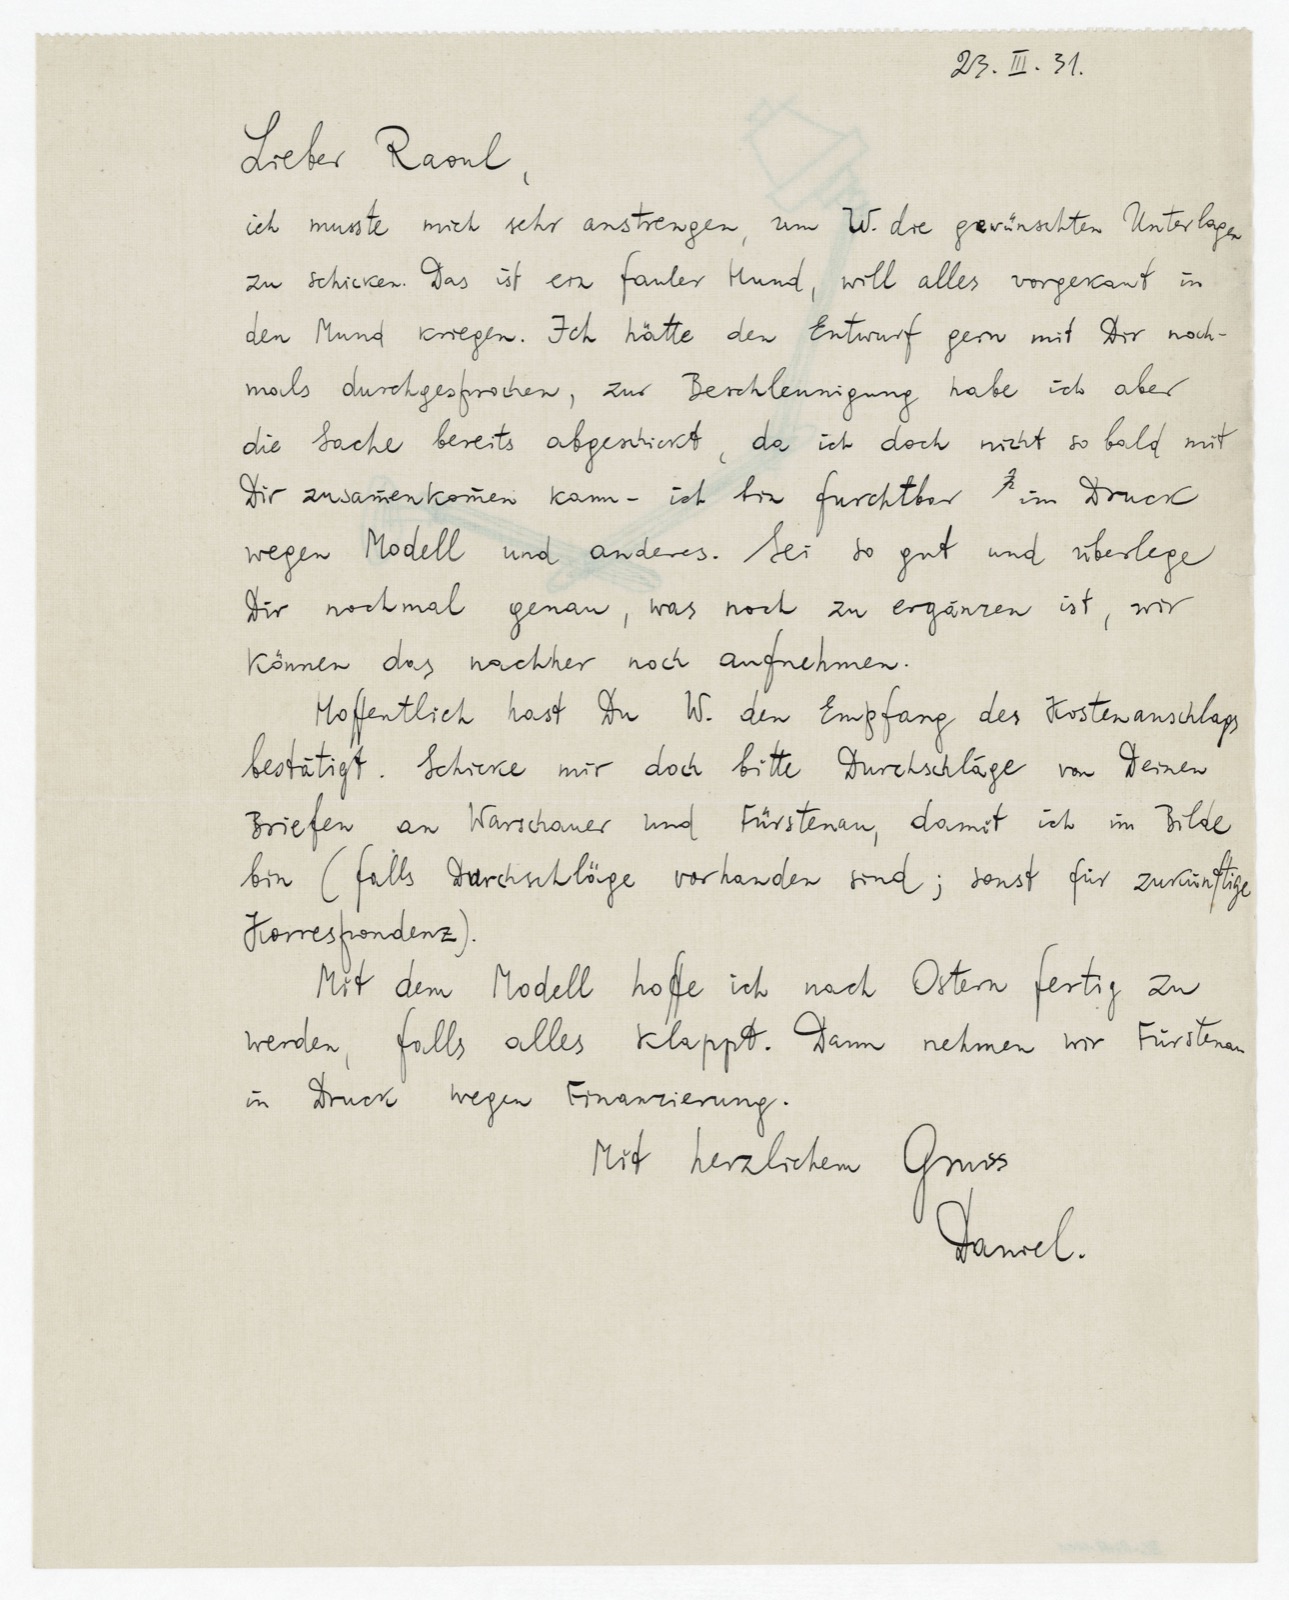 23. III. 31.
Lieber Raoul,
ich musste mich sehr anstrengen, um W. die gewünschten Unterlagen
zu schicken. Das ist ein fauler Hund, will alles vorgekaut in
den Mund kriegen. Ich hätte den Entwurf gern mit Dir noch-
mals durchgesprochen, zur Beschleunigung habe ich aber
die Sache bereits abgeschickt, da ich doch nicht so bald mit
Dir zusam̄enkom̄en kann - ich bin furchtbar im Druck
wegen Modell und anderes. Sei so gut und überlege
Dir nochmal genau, was noch zu ergänzen ist, wir
können das nachher noch aufnehmen.
Hoffentlich hast Du W. den Empfang des Kostenanschlags
bestätigt. Schicke mir doch bitte Durchschläge von Deinen
Briefen an Warschauer und Fürstenau, damit ich im Bilde
bin (falls Durchschläge vorhanden sind; sonst für zukünftige
Korrespondenz).
Mit dem Modell hoffe ich nach Ostern fertig zu
werden, falls alles klappt. Dann nehmen wir Fürstenau
in Druck wegen Finanzierung.
Mit herzlichem Gruss
Daniel.